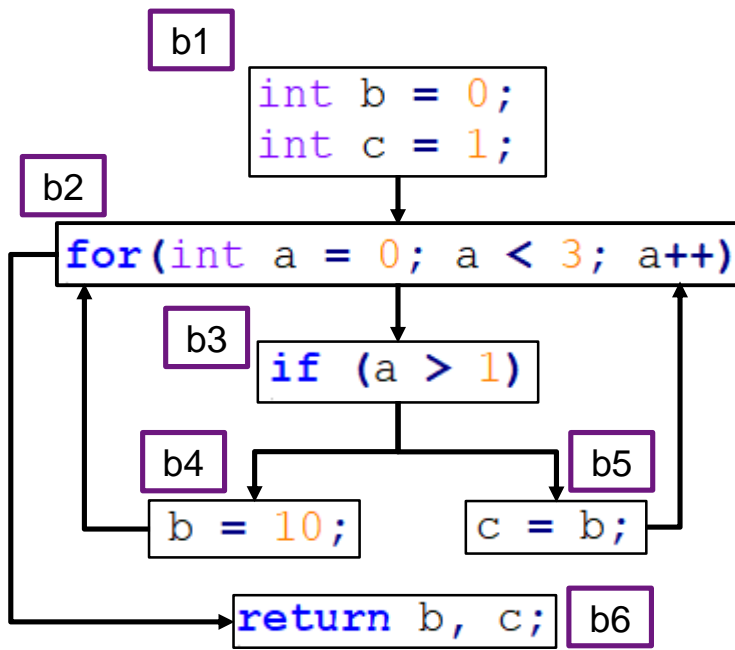 b1
int b = 0;
int c = 1;
b2
for(int a = 0; a < 3; a++)
b3
if (a > 1)
b4
b5
b = 10;
c = b;
return b, c;
b6